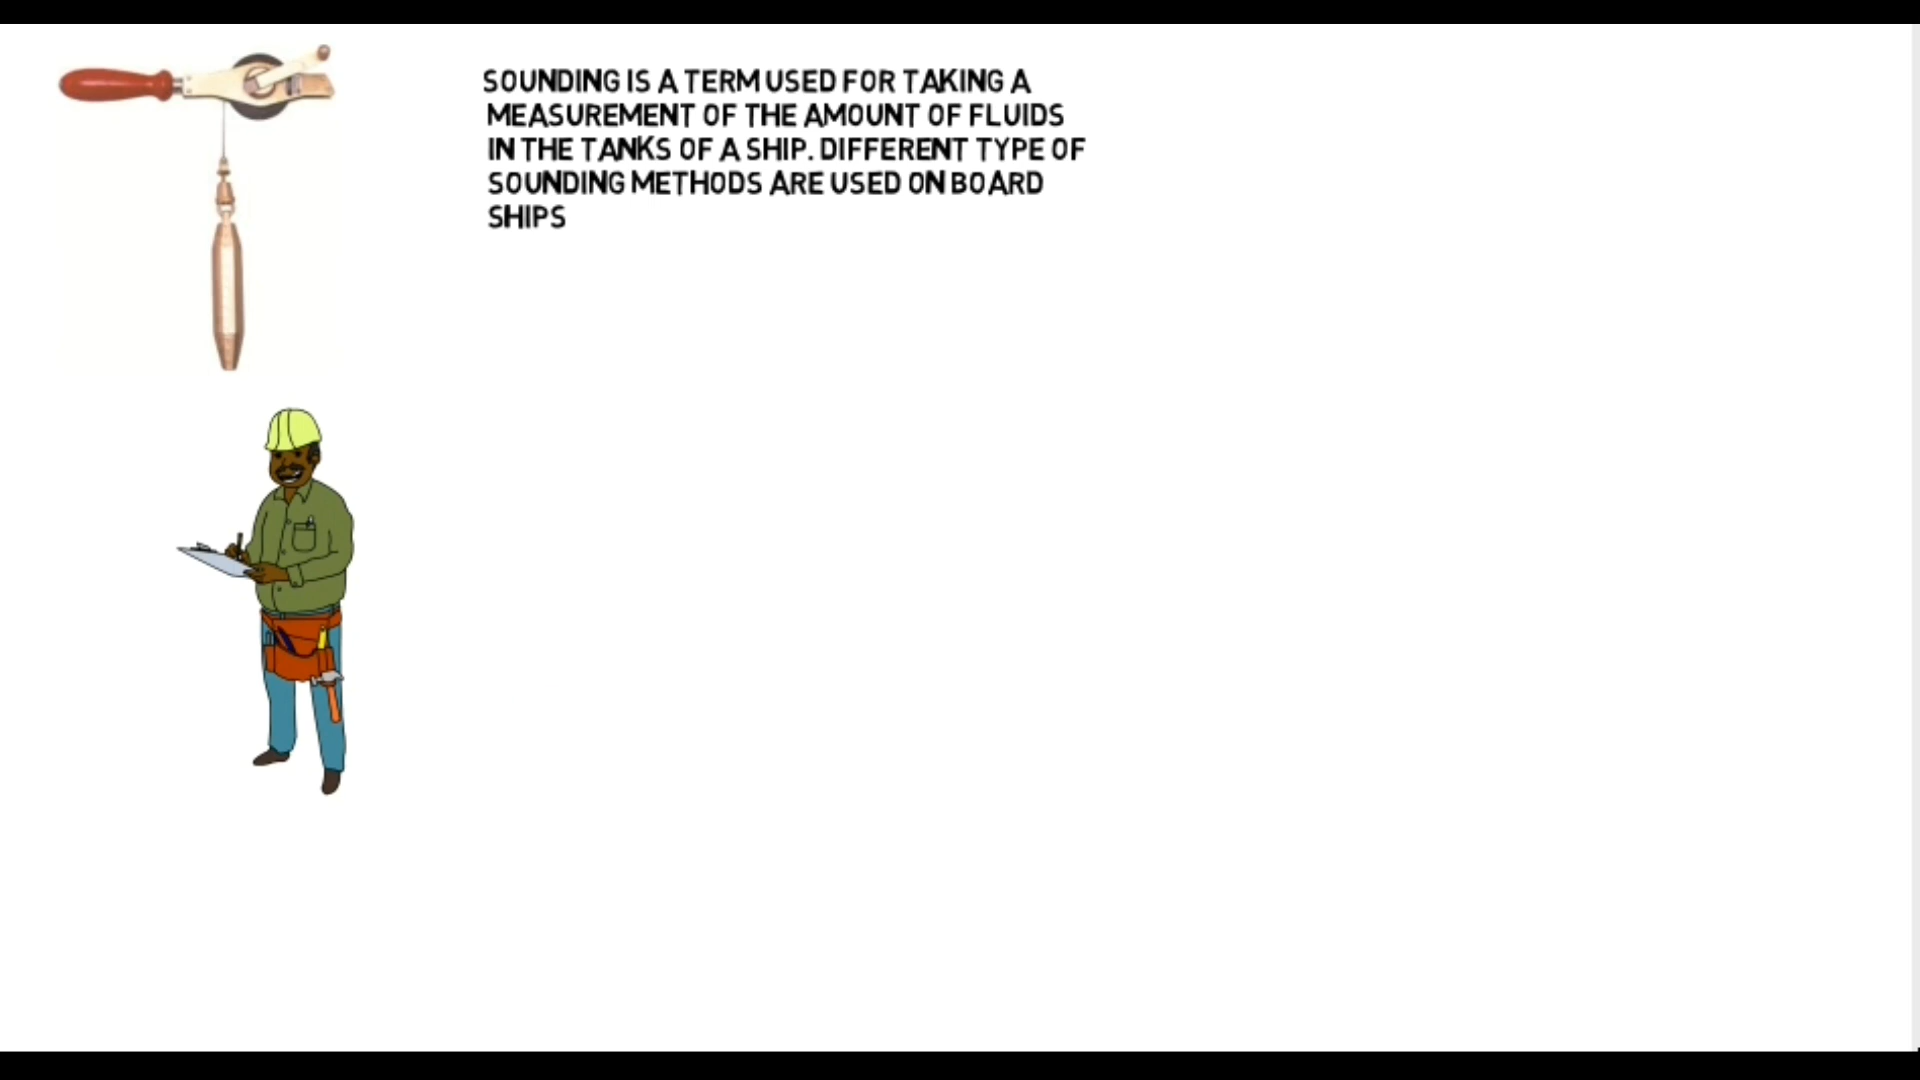 SOUNDING IS A TERM USED FOR TAKING A
MEASUREMENT OF THE AMOUNT OF FLUIDS
IN THE TANKS OF A SHIP. DIFFERENT TYPE OF
SOUNDING METHODS ARE USED ON BOARD
SHIPS